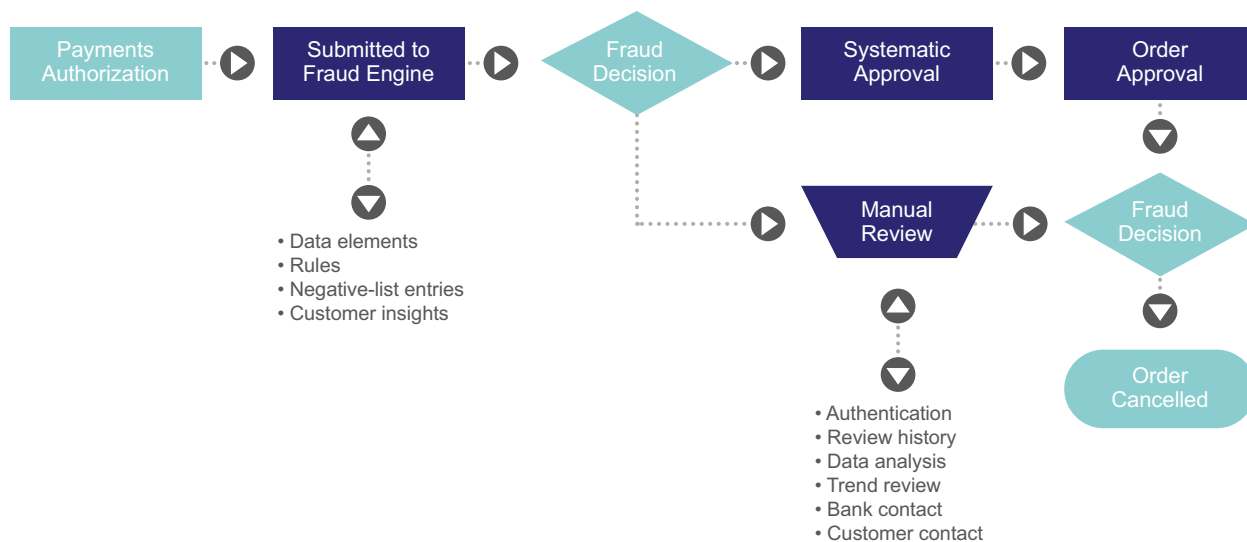 Payments
Authorization
Submitted to
Fraud Engine
Fraud
Decision
Systematic
Approval
Order
Approval
Manual
Review
Fraud
Decision
• Data elements
• Rules
• Negative-list entries
• Customer insights
Order
Cancelled
• Authentication
• Review history
• Data analysis
• Trend review
• Bank contact
• Customer contact